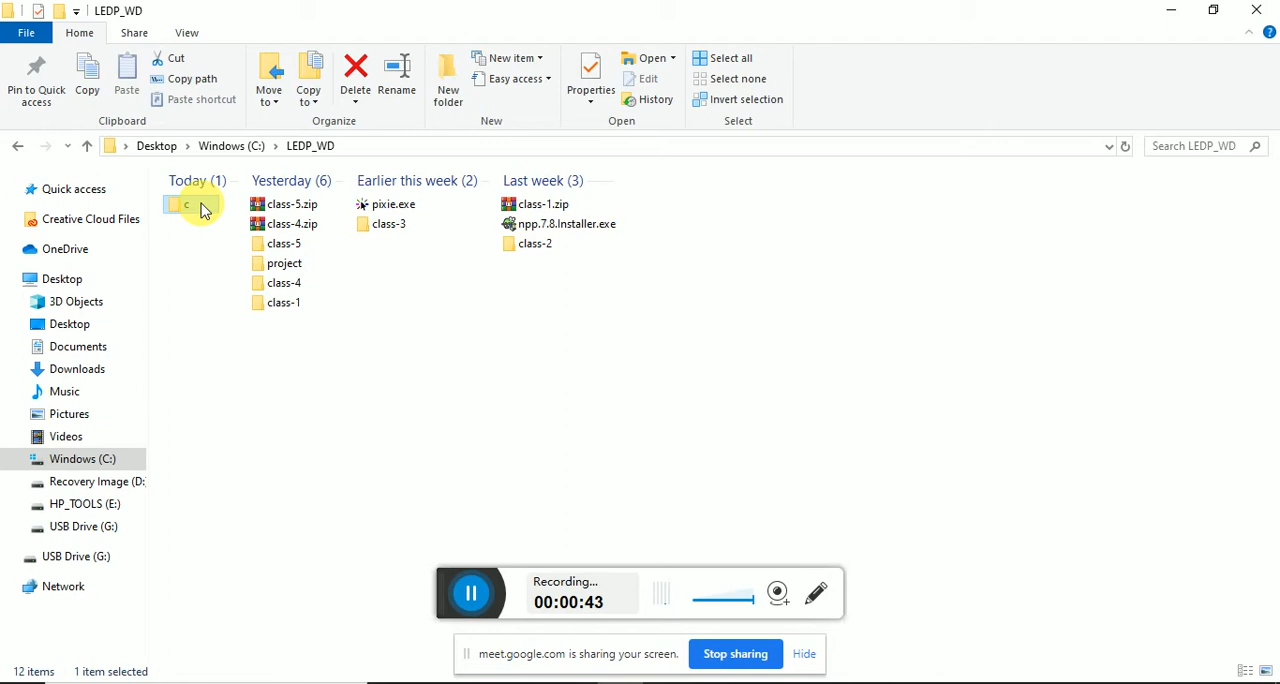 LEDP_WD
File Home Share View
Pin to Quick access
Copy
Paste
Cut
Copy path
Paste shortcut
Clipboard
Move to
Copy to
Delete
Rename
Organize
New folder
New item
Easy access
New
Properties
Open
Edit
History
Open
Select all
Select none
Invert selection
Select
Desktop > Windows (C:) > LEDP_WD
Search LEDP_WD
Quick access
Creative Cloud Files
OneDrive
Desktop
3D Objects
Desktop
Documents
Downloads
Music
Pictures
Videos
Windows (C:)
Recovery Image (D:
HP_TOOLS (E:)
USB Drive (G:)
USB Drive (G:)
Network
Today (1)
c
Yesterday (6)
class-5.zip
class-4.zip
class-5
project
class-4
class-1
Earlier this week (2)
pixie.exe
class-3
Last week (3)
class-1.zip
npp.7.8.Installer.exe
class-2
Recording...
00:00:43
meet.google.com is sharing your screen. Stop sharing Hide
12 items 1 item selected